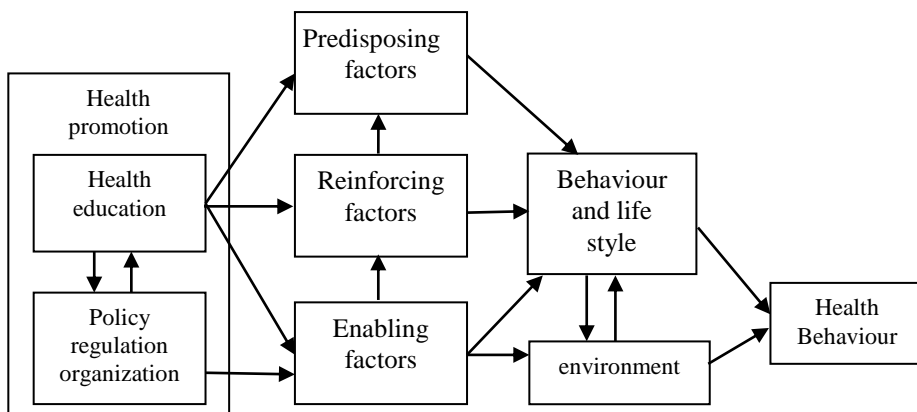 Health
promotion
Health
education
Policy
regulation
organization
Predisposing
factors
Reinforcing
factors
Enabling
factors
Behaviour
and life
style
environment
Health
Behaviour